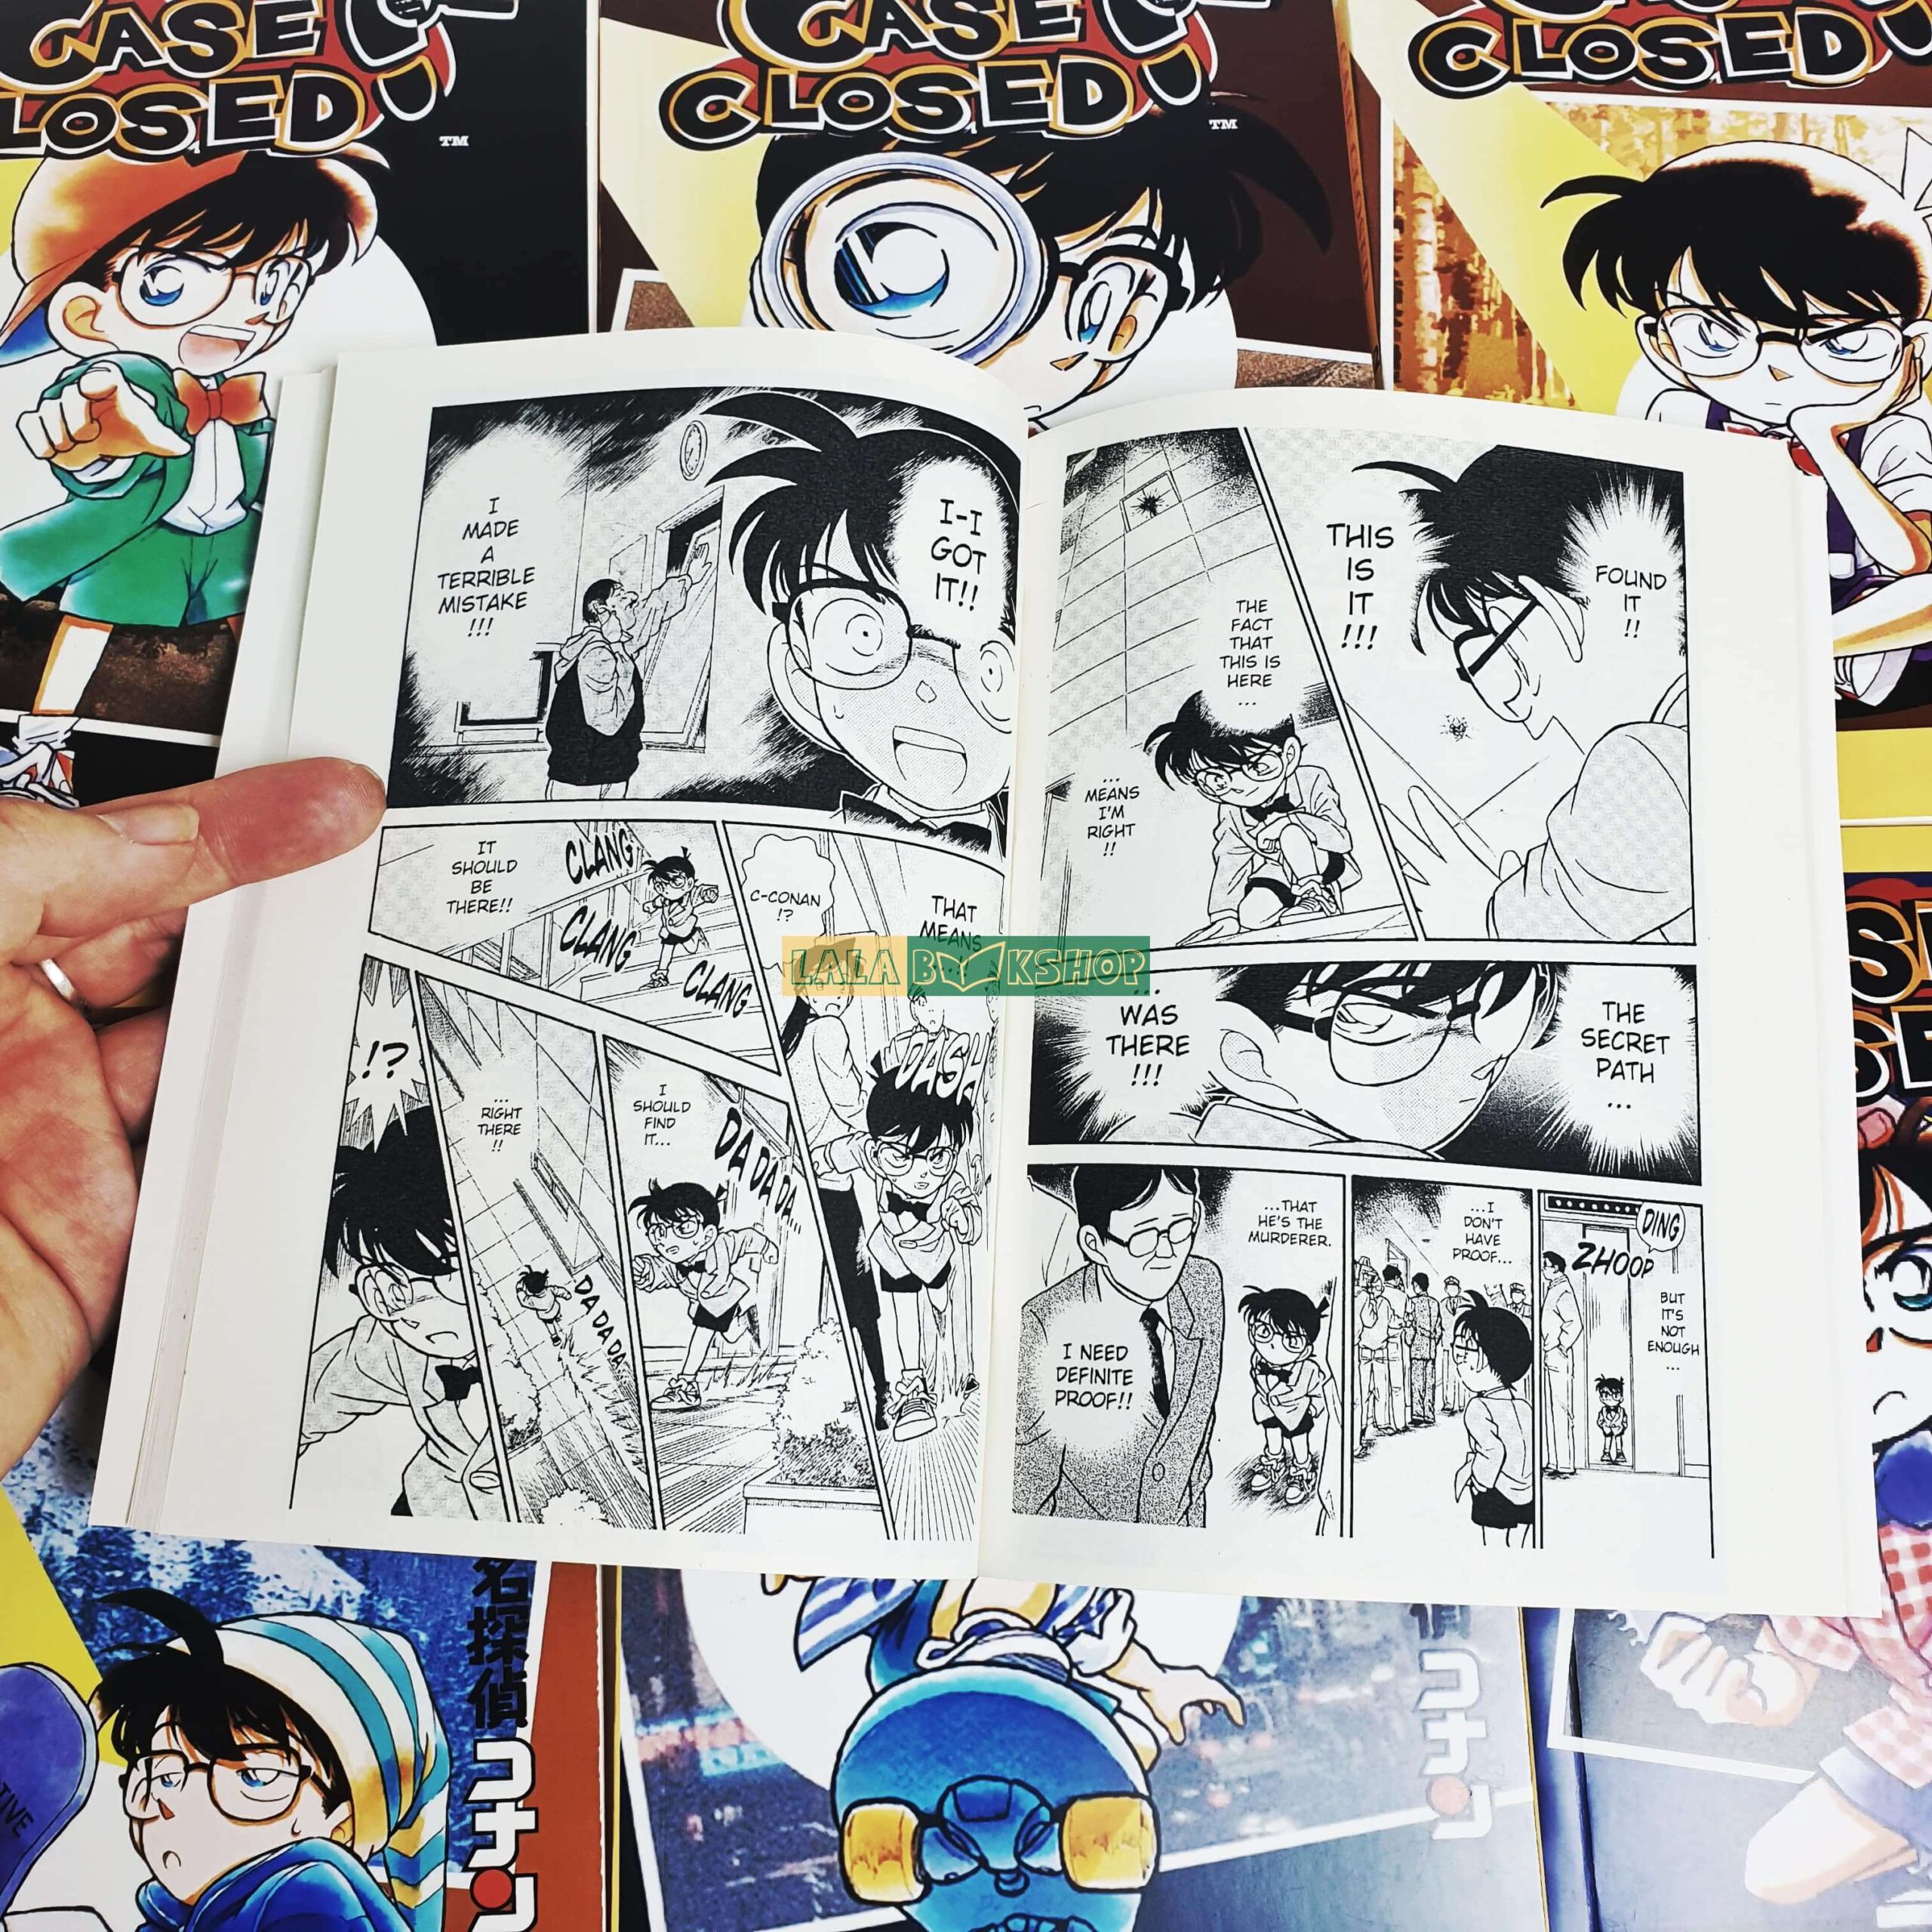 CASE
CLOSED
TM
CASE
CLOSED
TM
CASE
CLOSED
I-I
GOT
IT!!
I
MADE
A
TERRIBLE
MISTAKE
!!!
THAT
MEANS
C-CONAN
!?
DASH
CLANG
CLANG
CLANG
IT
SHOULD
BE
THERE!!
I
SHOULD
FIND
IT...
DA DA DA...
...
RIGHT
THERE
!!
DA DA DA
!?
FOUND
IT
!!
THIS
IS
IT
!!!
THE
FACT
THAT
THIS IS
HERE
...
...
MEANS
I'M
RIGHT
!!
THE
SECRET
PATH
...
...
WAS
THERE
!!!
DING
ZHOOP
BUT
IT'S
NOT
ENOUGH
...
...I
DON'T
HAVE
PROOF...
...THAT
HE'S THE
MURDERER.
I NEED
DEFINITE
PROOF!!
LALA BOOKSHOP
名探偵コナン
コナン